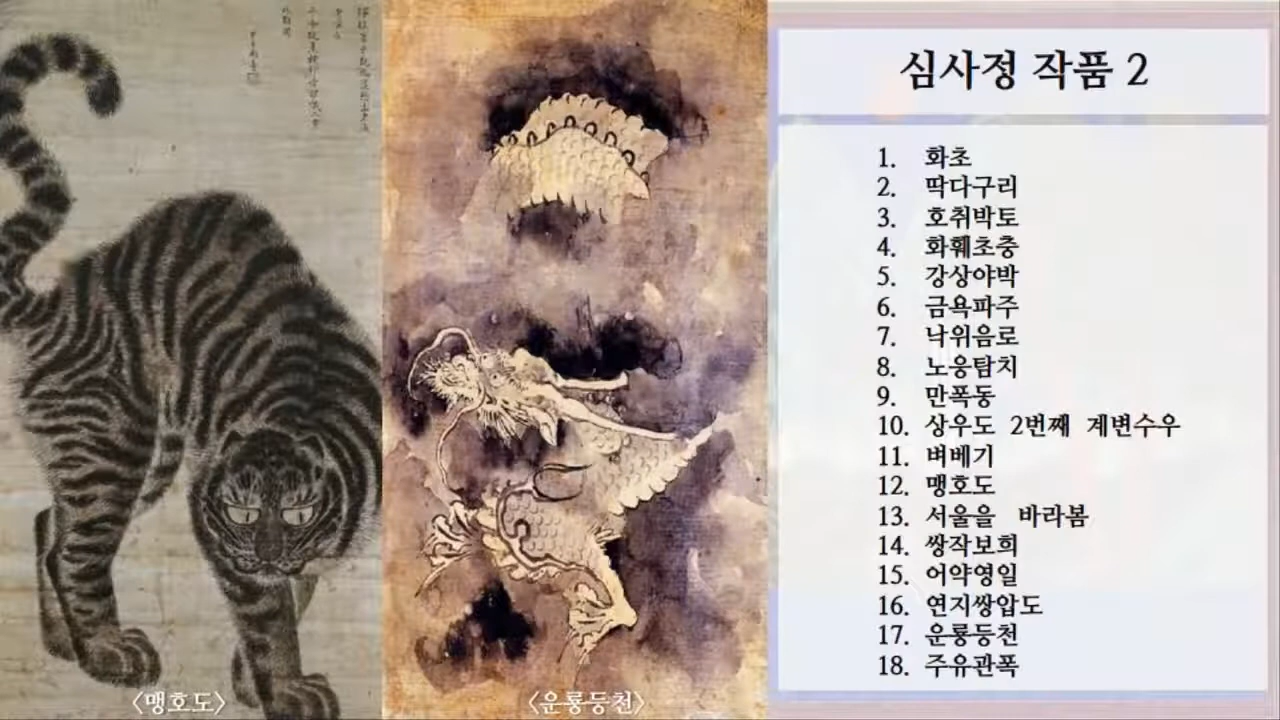 심사정 작품 2
1. 화초
2. 딱다구리
3. 호취박토
4. 화훼초충
5. 강상야박
6. 금욕파주
7. 낙위음로
8. 노웅탐치
9. 만폭동
10. 상우도 2번째 계변수우
11. 벼베기
12. 맹호도
13. 서울을 바라봄
14. 쌍작보희
15. 어약영일
16. 연지쌍압도
17. 운룡등천
18. 주유관폭
<맹호도>
<운룡등천>